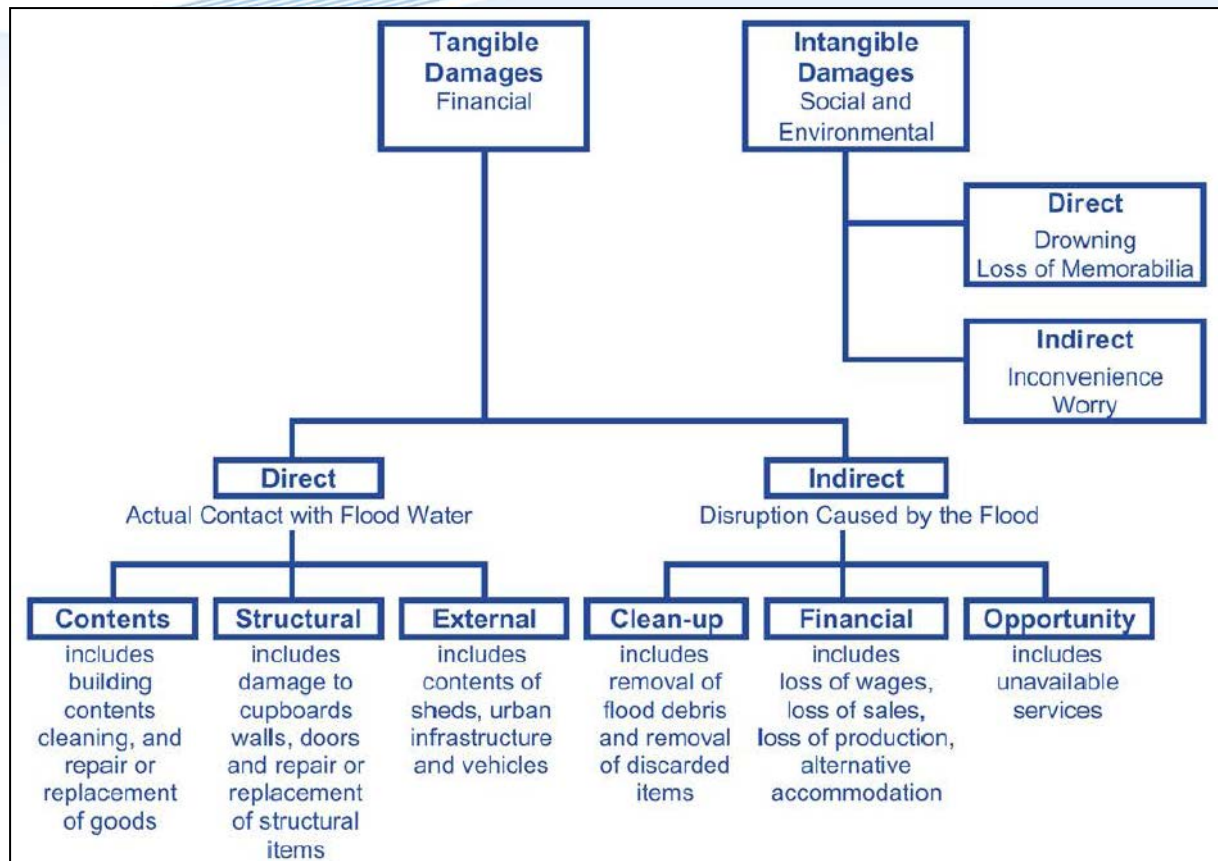 Tangible
Damages
Financial
Intangible
Damages
Social and
Environmental
Direct
Drowning
Loss of Memorabilia
Indirect
Inconvenience
Worry
Direct
Actual Contact with Flood Water
Indirect
Disruption Caused by the Flood
Contents
includes
building
contents
cleaning, and
repair or
replacement
of goods
Structural
includes
damage to
cupboards
walls, doors
and repair or
replacement
of structural
items
External
includes
contents of
sheds, urban
infrastructure
and vehicles
Clean-up
includes
removal of
flood debris
and removal
of discarded
items
Financial
includes
loss of wages,
loss of sales,
loss of production,
alternative
accommodation
Opportunity
includes
unavailable
services